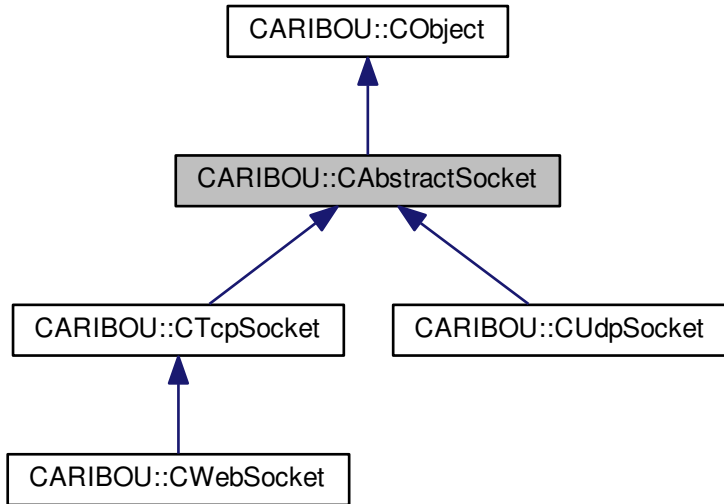 CARIBOU::CObject
CARIBOU::CAbstractSocket
CARIBOU::CTcpSocket
CARIBOU::CUdpSocket
CARIBOU::CWebSocket